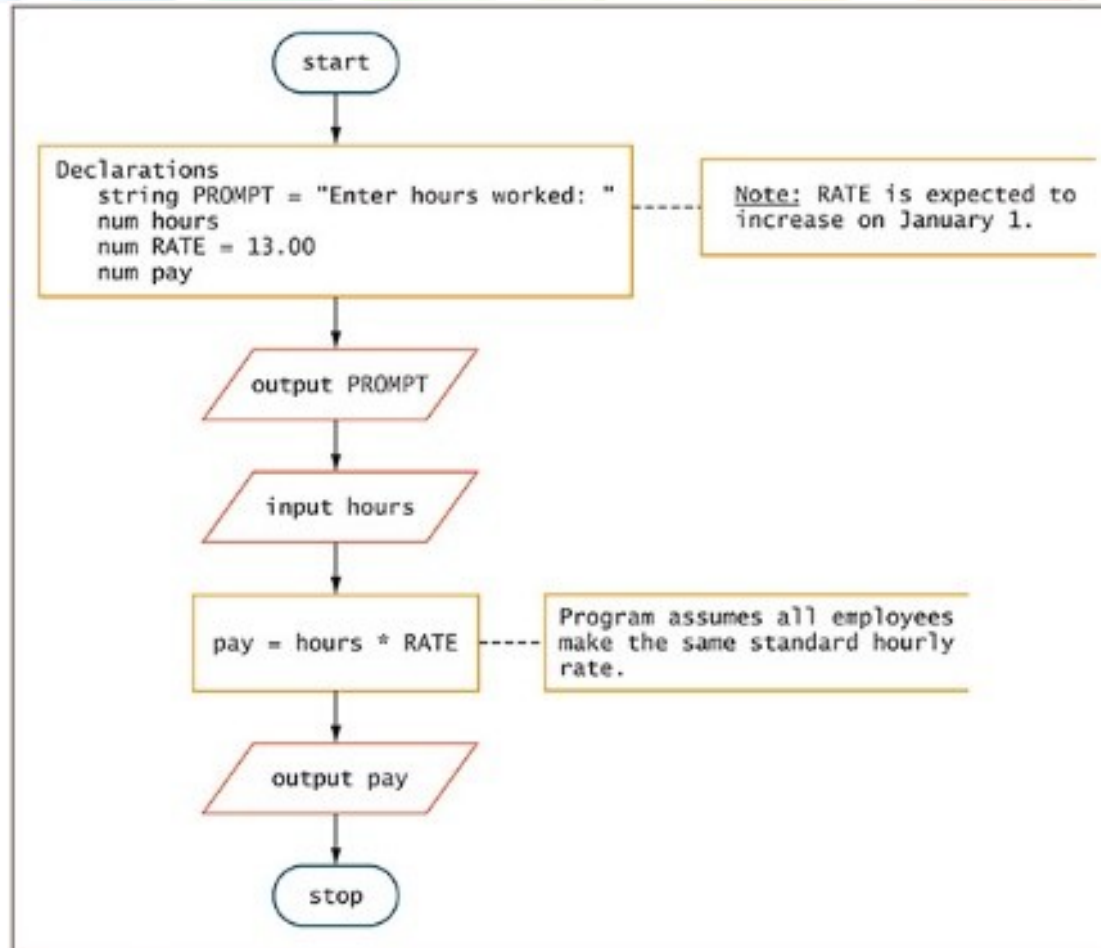 start
Declarations
string PROMPT = "Enter hours worked: "
num hours
num RATE = 13.00
num pay
Note: RATE is expected to
increase on January 1.
output PROMPT
input hours
pay = hours * RATE
Program assumes all employees
make the same standard hourly
rate.
output pay
stop